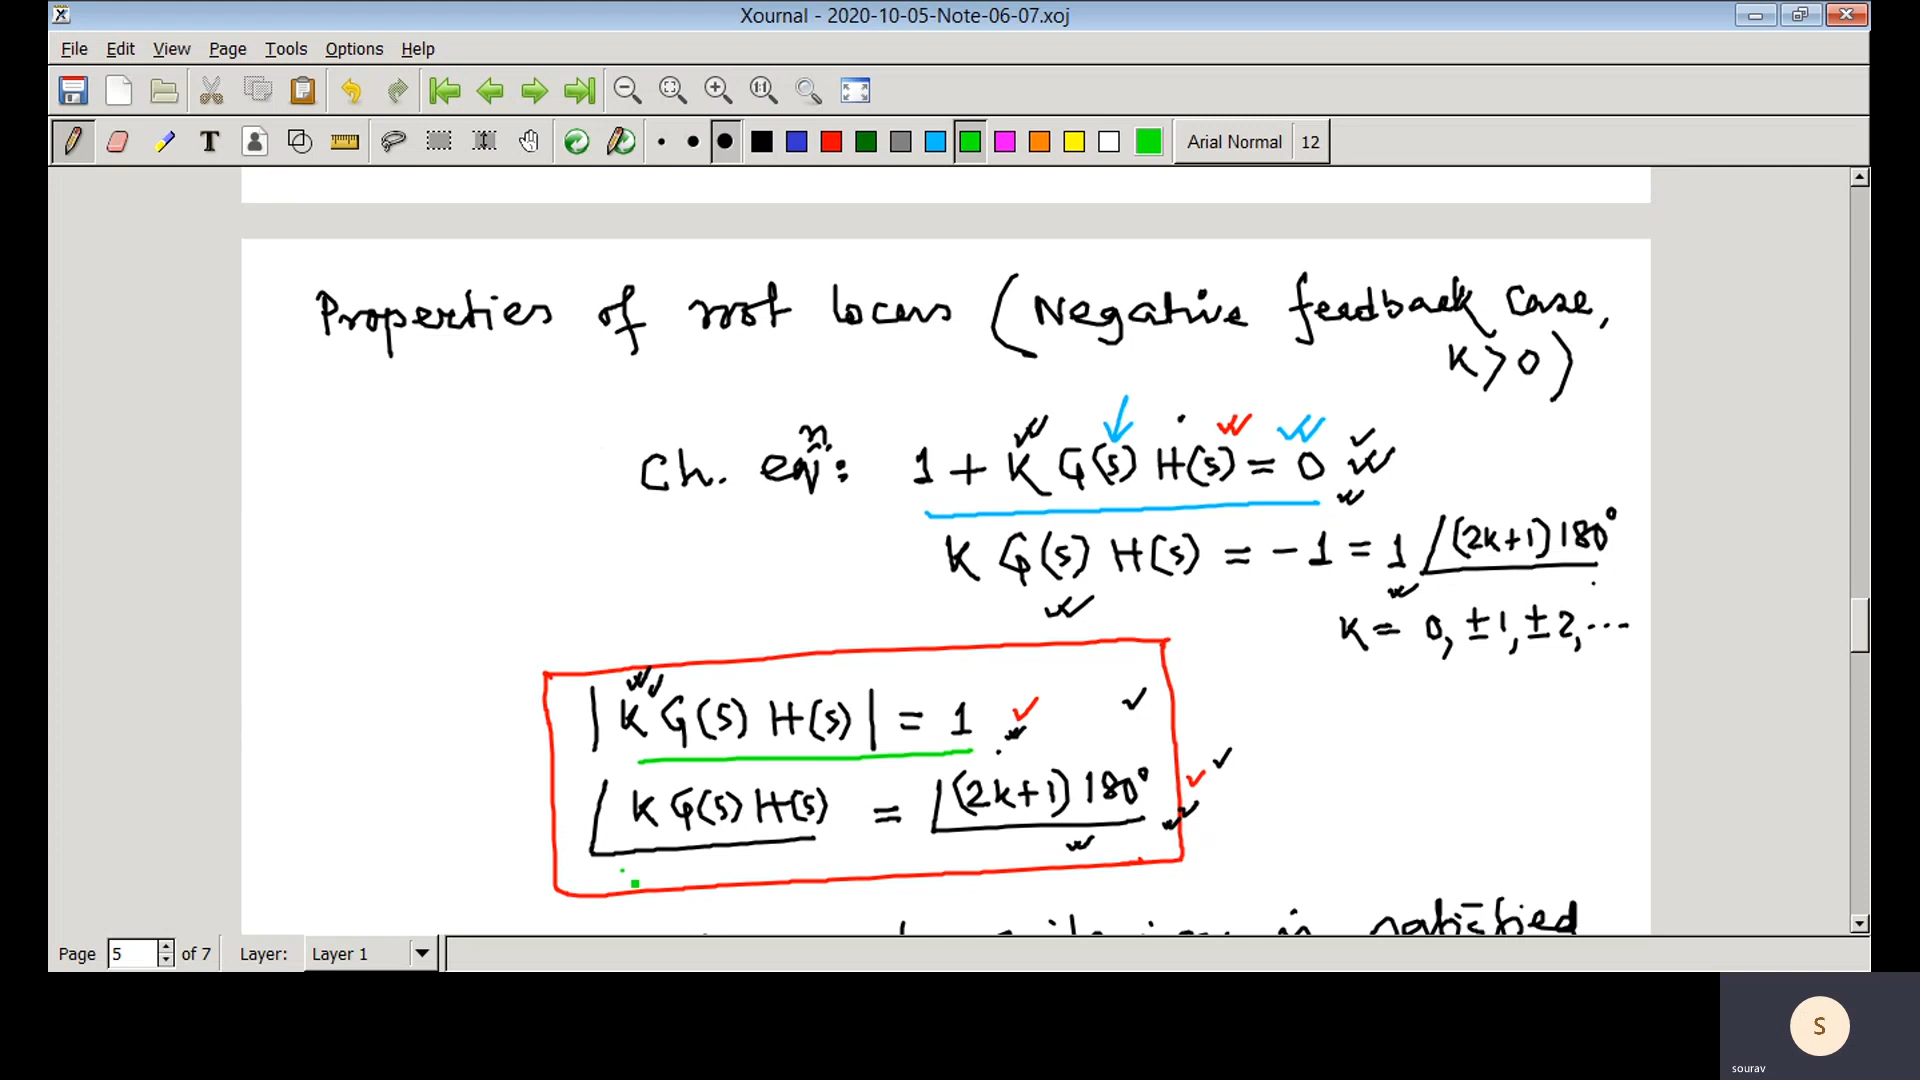 Xournal - 2020-10-05-Note-06-07.xoj
File Edit View Page Tools Options Help
Arial Normal 12
Properties of root locus (Negative feedback case,
K > 0)
Ch. eqn: 1 + K G(s) H(s) = 0
K G(s) H(s) = -1 = 1 ∠(2k+1)180°
k = 0, ±1, ±2, ...
|K G(s) H(s)| = 1
∠K G(s) H(s) = ∠(2k+1)180°
is satisfied
Page 5 of 7 Layer: Layer 1
S
sourav